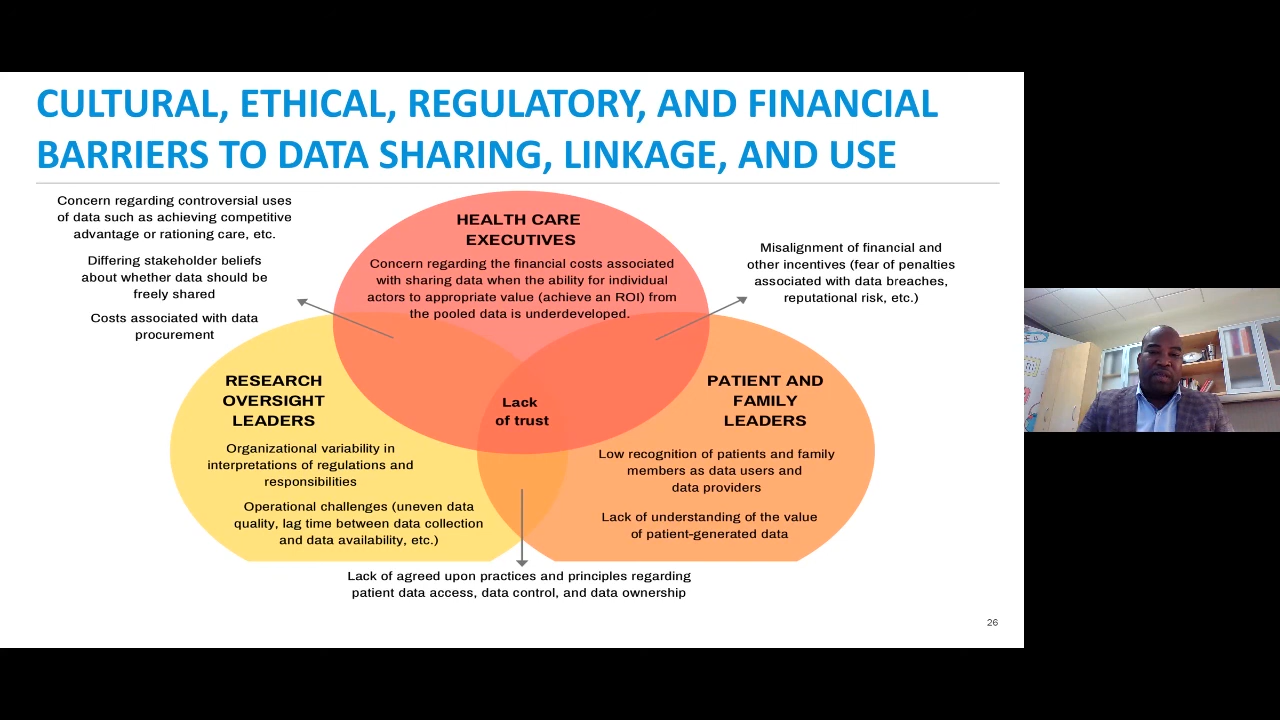 CULTURAL, ETHICAL, REGULATORY, AND FINANCIAL
BARRIERS TO DATA SHARING, LINKAGE, AND USE
Concern regarding controversial uses
of data such as achieving competitive
advantage or rationing care, etc.
Differing stakeholder beliefs
about whether data should be
freely shared
Costs associated with data
procurement
HEALTH CARE
EXECUTIVES
Concern regarding the financial costs associated
with sharing data when the ability for individual
actors to appropriate value (achieve an ROI) from
the pooled data is underdeveloped.
Misalignment of financial and
other incentives (fear of penalties
associated with data breaches,
reputational risk, etc.)
RESEARCH
OVERSIGHT
LEADERS
Organizational variability in
interpretations of regulations and
responsibilities
Operational challenges (uneven data
quality, lag time between data collection
and data availability, etc.)
Lack
of trust
PATIENT AND
FAMILY
LEADERS
Low recognition of patients and family
members as data users and
data providers
Lack of understanding of the value
of patient-generated data
Lack of agreed upon practices and principles regarding
patient data access, data control, and data ownership
26